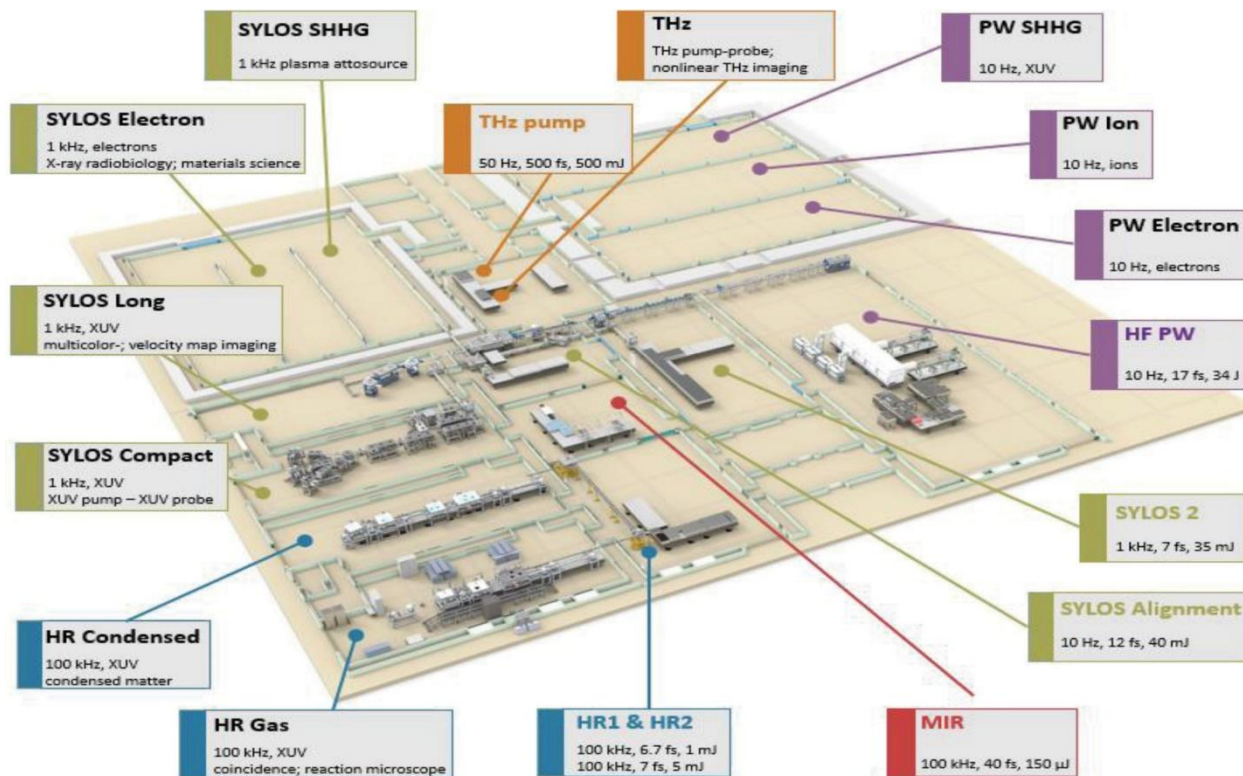 SYLOS SHHG
1 kHz plasma attosource
THz
THz pump-probe;
nonlinear THz imaging
PW SHHG
10 Hz, XUV
SYLOS Electron
1 kHz, electrons
X-ray radiobiology; materials science
THz pump
50 Hz, 500 fs, 500 mJ
PW Ion
10 Hz, ions
PW Electron
10 Hz, electrons
SYLOS Long
1 kHz, XUV
multicolor-; velocity map imaging
HF PW
10 Hz, 17 fs, 34 J
SYLOS Compact
1 kHz, XUV
XUV pump – XUV probe
SYLOS 2
1 kHz, 7 fs, 35 mJ
SYLOS Alignment
10 Hz, 12 fs, 40 mJ
HR Condensed
100 kHz, XUV
condensed matter
HR Gas
100 kHz, XUV
coincidence; reaction microscope
HR1 & HR2
100 kHz, 6.7 fs, 1 mJ
100 kHz, 7 fs, 5 mJ
MIR
100 kHz, 40 fs, 150 µJ